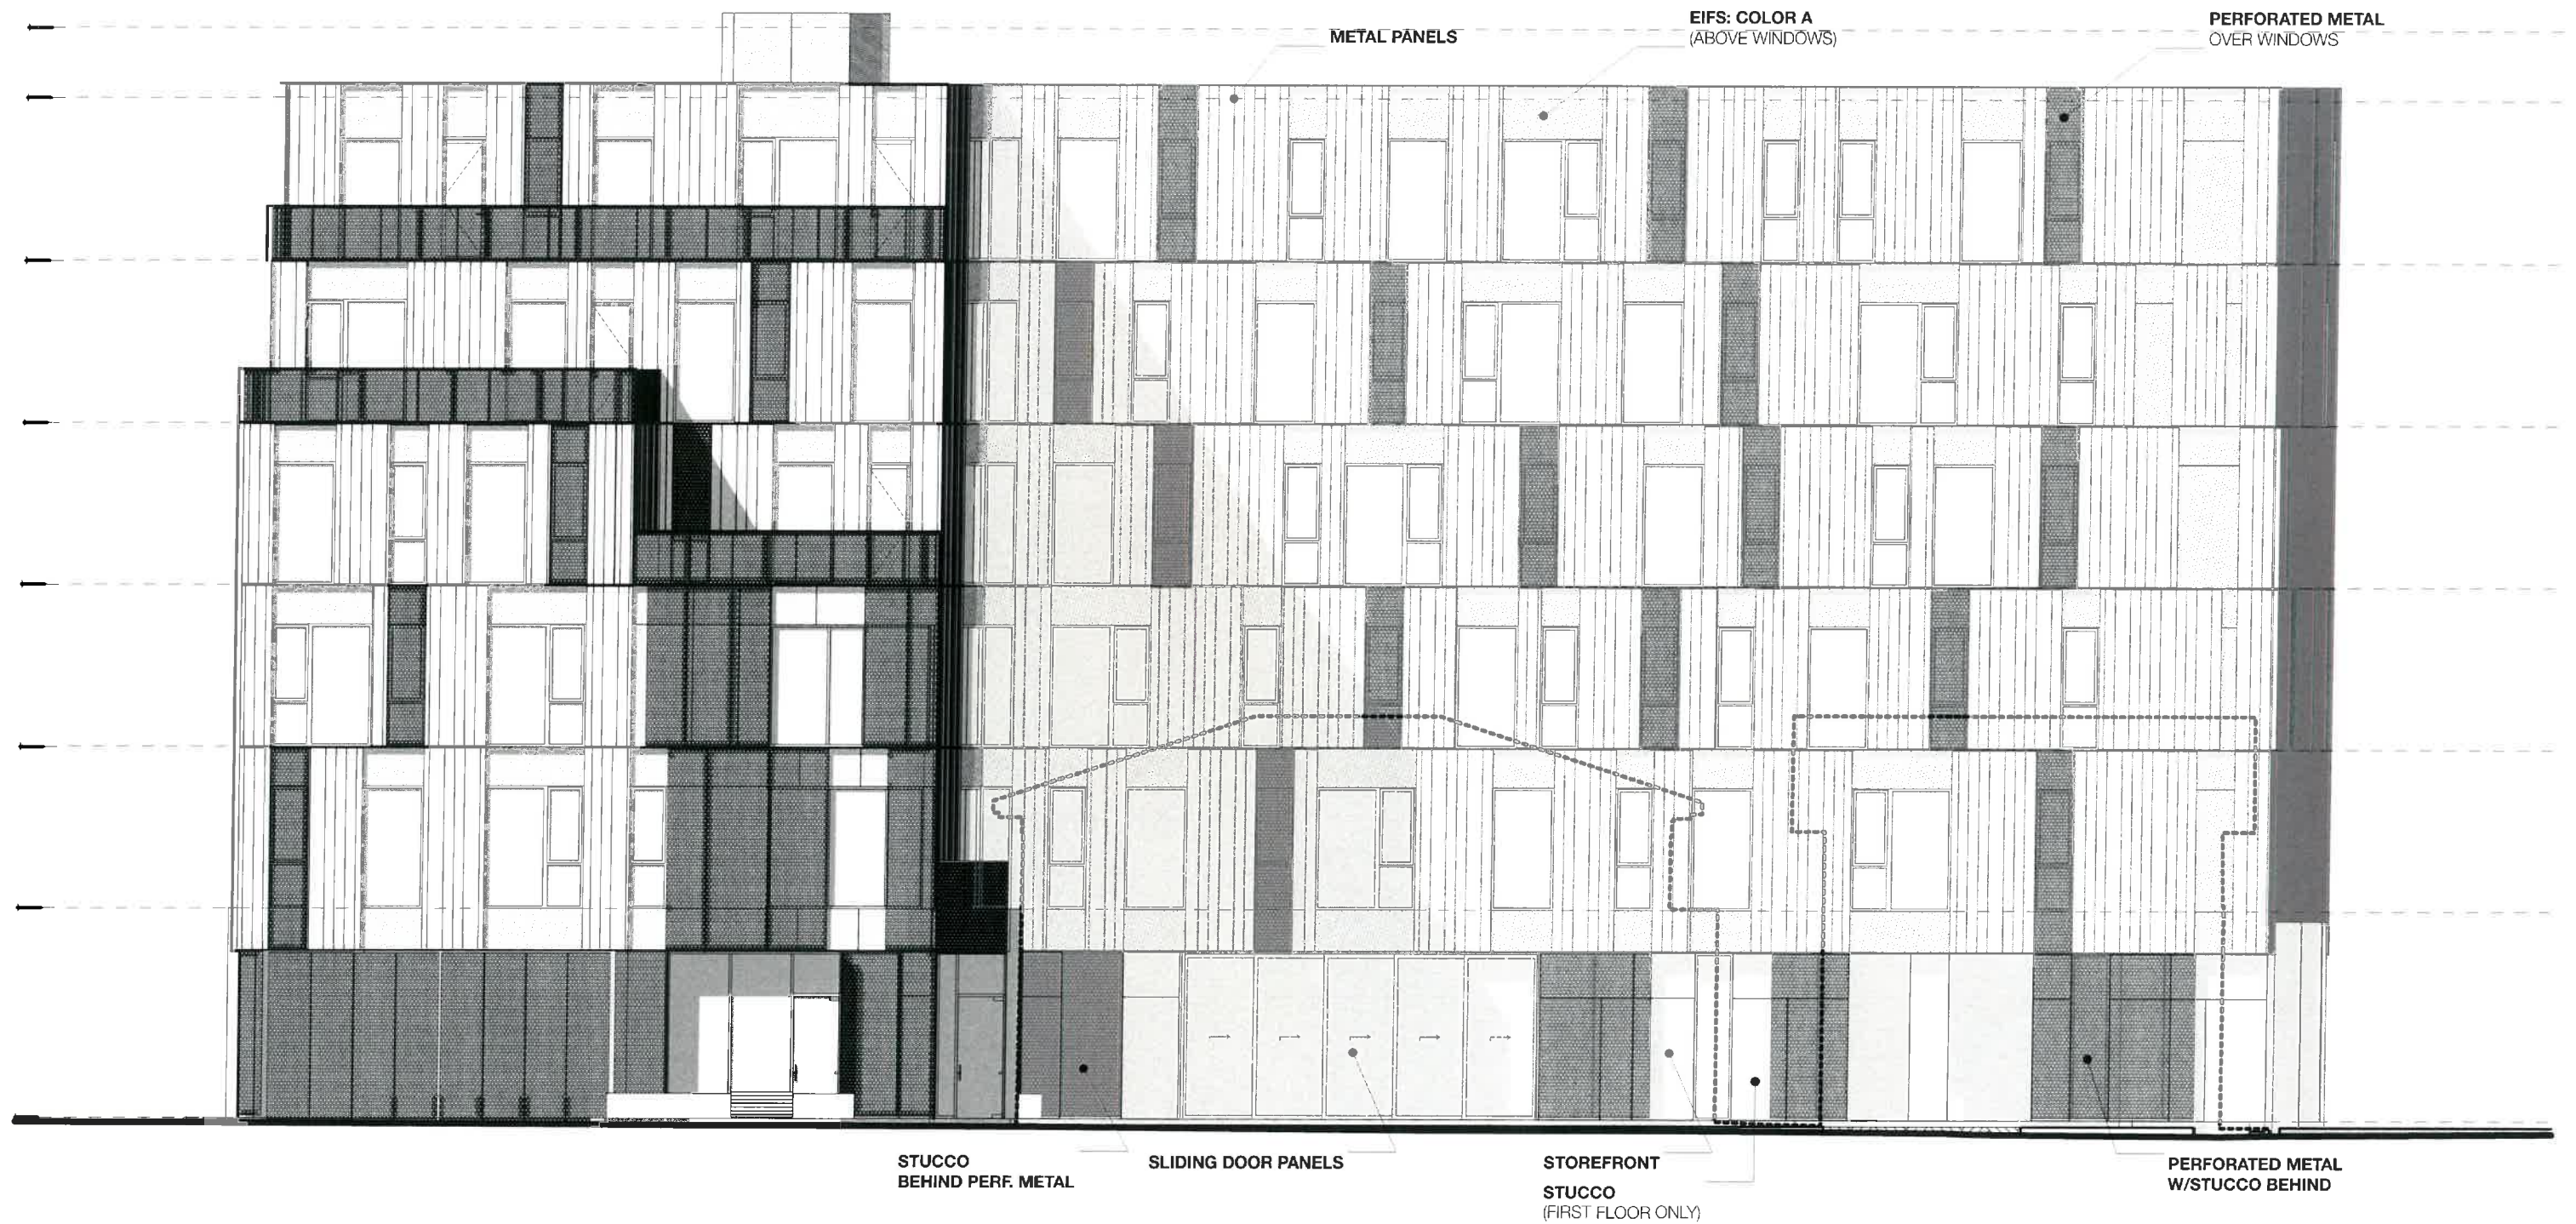 METAL PANELS
EIFS: COLOR A
(ABOVE WINDOWS)
PERFORATED METAL
OVER WINDOWS
STUCCO
BEHIND PERF. METAL
SLIDING DOOR PANELS
STOREFRONT
STUCCO
(FIRST FLOOR ONLY)
PERFORATED METAL
W/STUCCO BEHIND